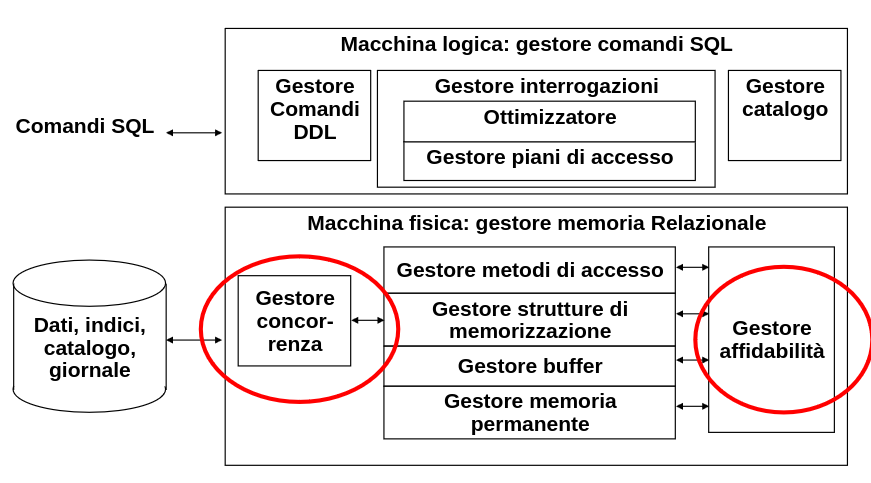 Macchina logica: gestore comandi SQL
Gestore
Comandi
DDL
Gestore interrogazioni
Ottimizzatore
Gestore piani di accesso
Gestore
catalogo
Comandi SQL
Macchina fisica: gestore memoria Relazionale
Dati, indici,
catalogo,
giornale
Gestore
concor-
renza
Gestore metodi di accesso
Gestore strutture di
memorizzazione
Gestore buffer
Gestore memoria
permanente
Gestore
affidabilità